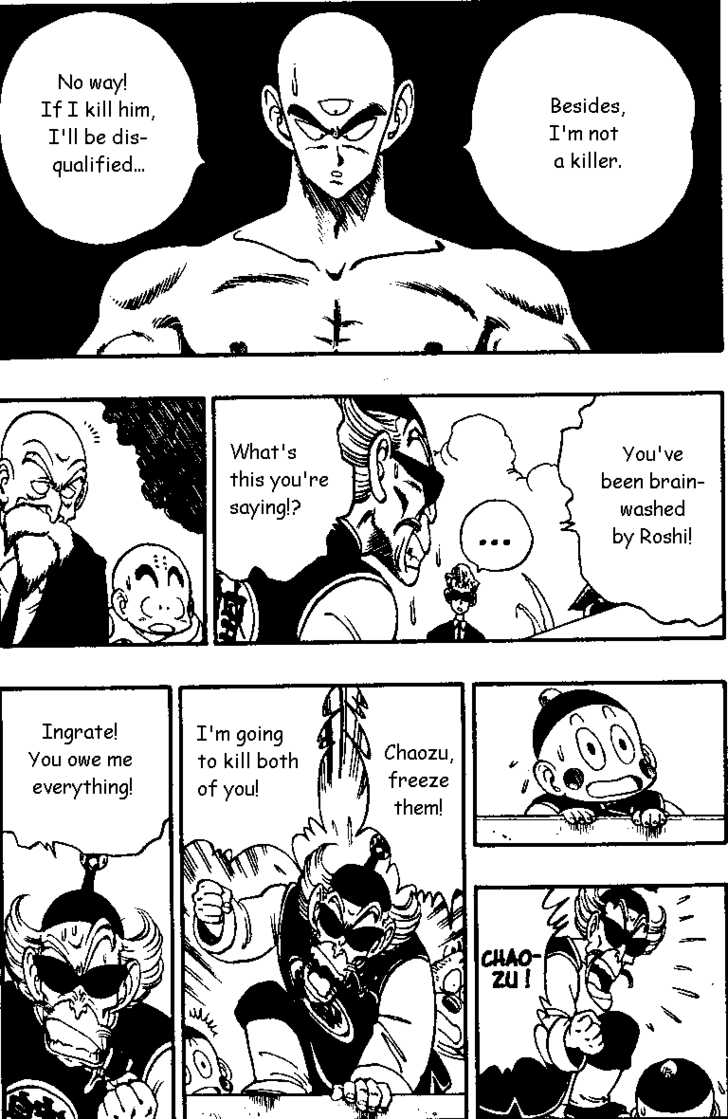 No way!
If I kill him,
I'll be dis-
qualified...
Besides,
I'm not
a killer.
What's
this you're
saying!?
...
You've
been brain-
washed
by Roshi!
Ingrate!
You owe me
everything!
I'm going
to kill both
of you!
Chaozu,
freeze
them!
CHAO-
ZU!